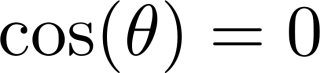 cos(θ) = 0